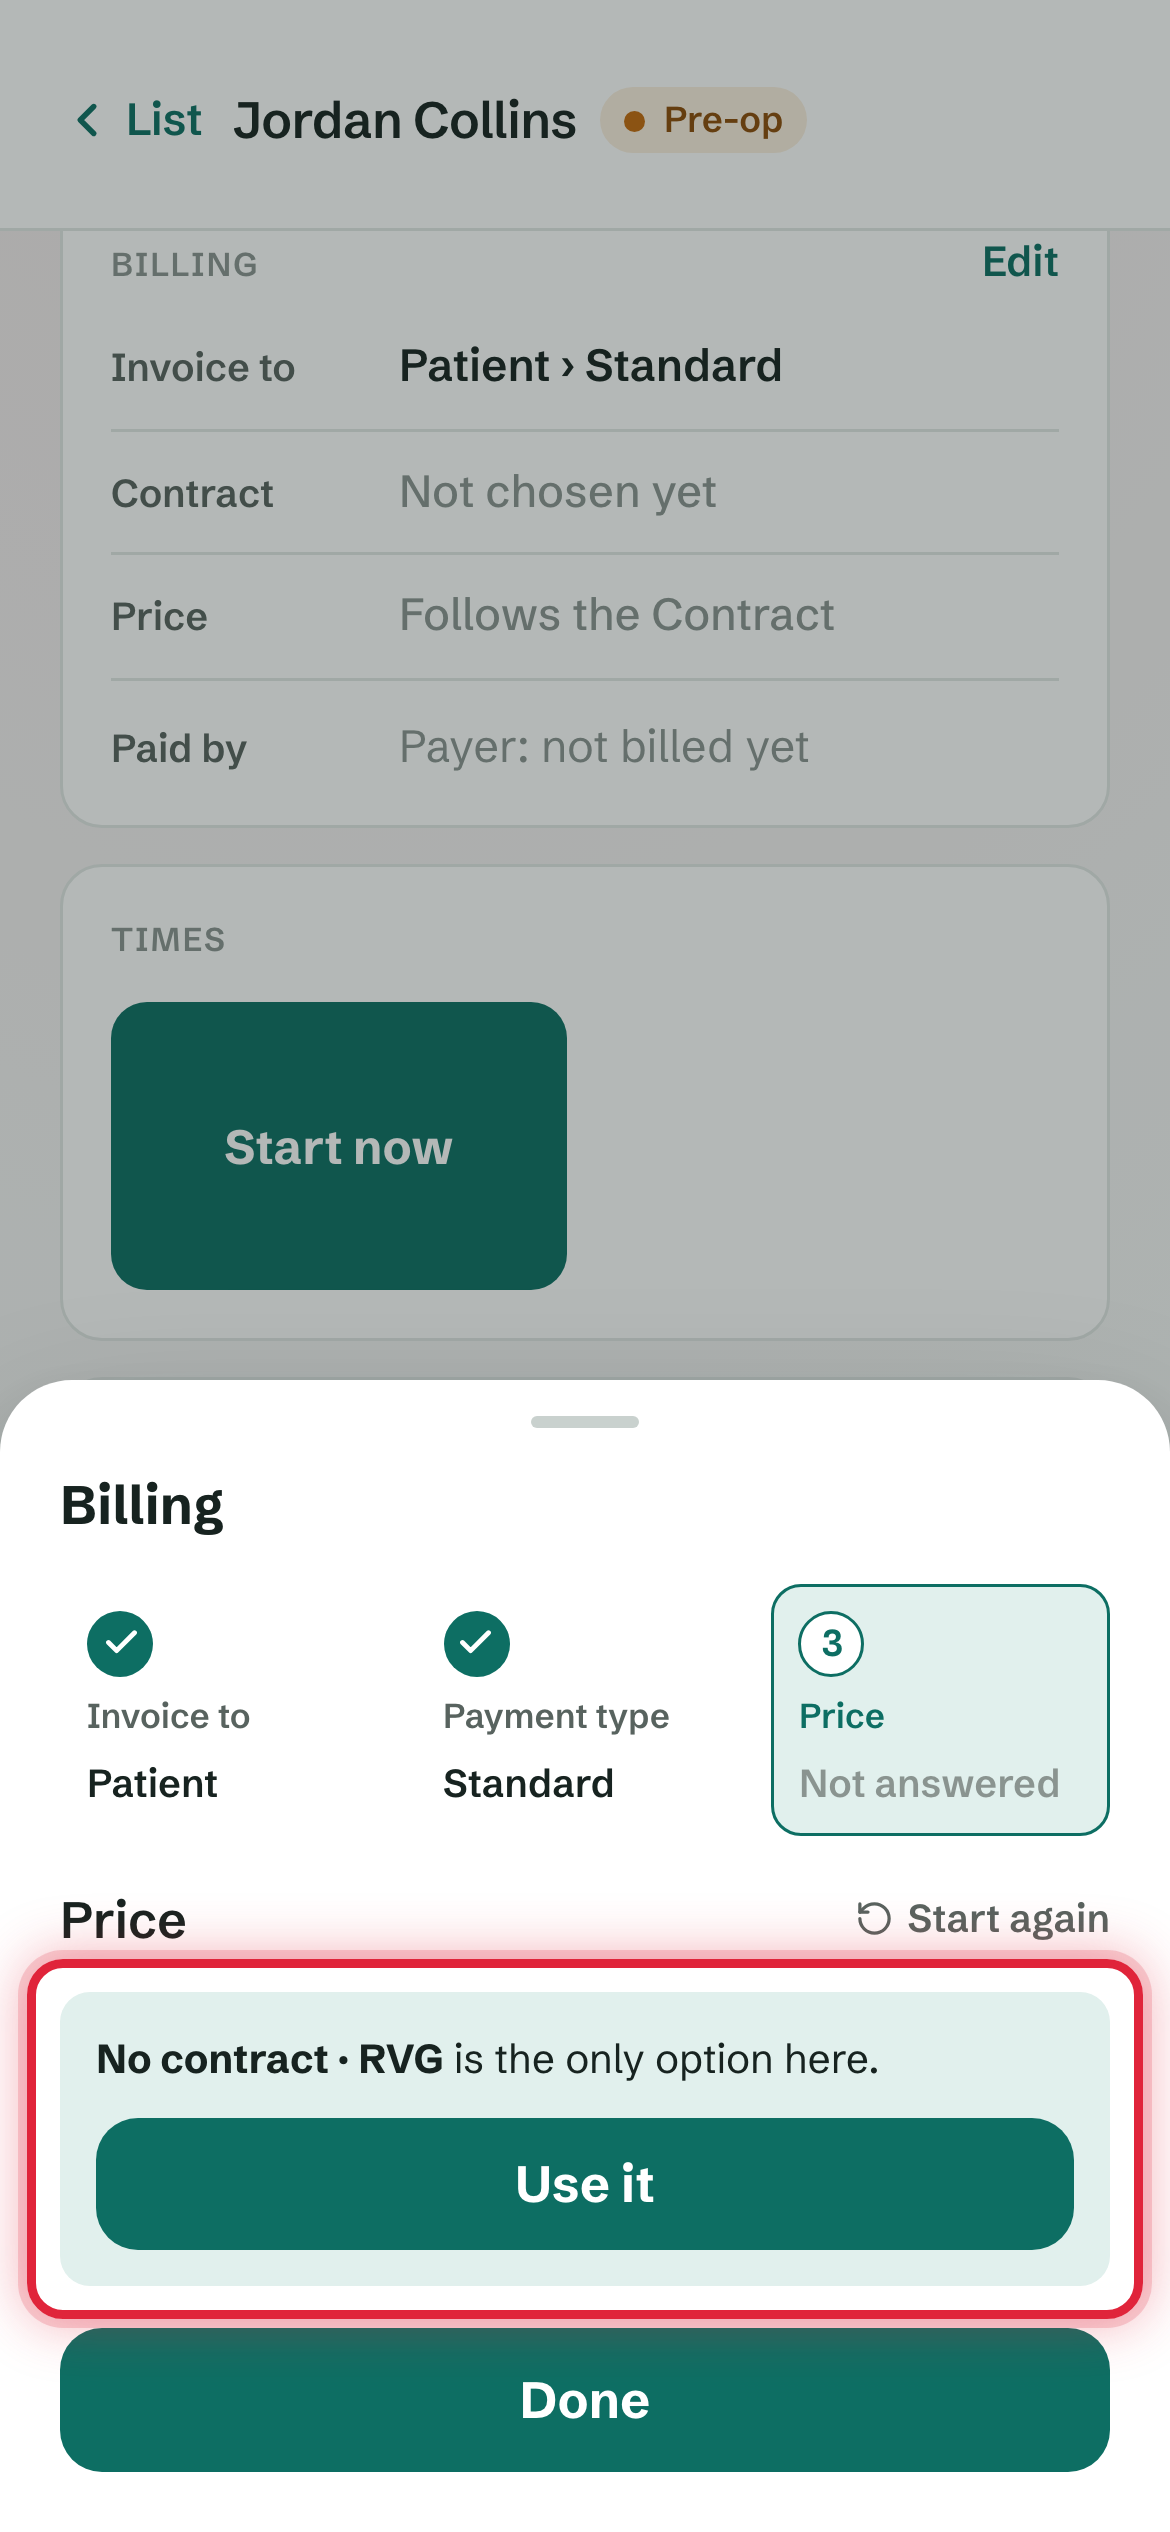 List Jordan Collins Pre-op
BILLING Edit
Invoice to Patient › Standard
Contract Not chosen yet
Price Follows the Contract
Paid by Payer: not billed yet
TIMES
Start now
Billing
3
Invoice to Payment type Price
Patient Standard Not answered
Price Start again
No contract · RVG is the only option here.
Use it
Done